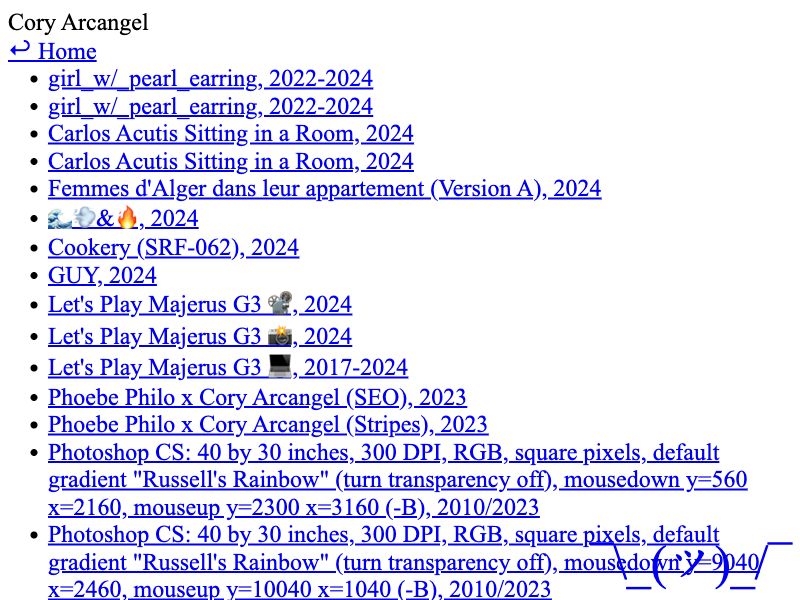 Cory Arcangel
↩ Home
girl_w/_pearl_earring, 2022-2024
girl_w/_pearl_earring, 2022-2024
Carlos Acutis Sitting in a Room, 2024
Carlos Acutis Sitting in a Room, 2024
Femmes d'Alger dans leur appartement (Version A), 2024
🌊💨&🔥, 2024
Cookery (SRF-062), 2024
GUY, 2024
Let's Play Majerus G3 📽️, 2024
Let's Play Majerus G3 📸, 2024
Let's Play Majerus G3 💻, 2017-2024
Phoebe Philo x Cory Arcangel (SEO), 2023
Phoebe Philo x Cory Arcangel (Stripes), 2023
Photoshop CS: 40 by 30 inches, 300 DPI, RGB, square pixels, default
gradient "Russell's Rainbow" (turn transparency off), mousedown y=560
x=2160, mouseup y=2300 x=3160 (-B), 2010/2023
Photoshop CS: 40 by 30 inches, 300 DPI, RGB, square pixels, default
gradient "Russell's Rainbow" (turn transparency off), mousedown y=9040
x=2460, mouseup y=10040 x=1040 (-B), 2010/2023
¯\_(ツ)_/¯